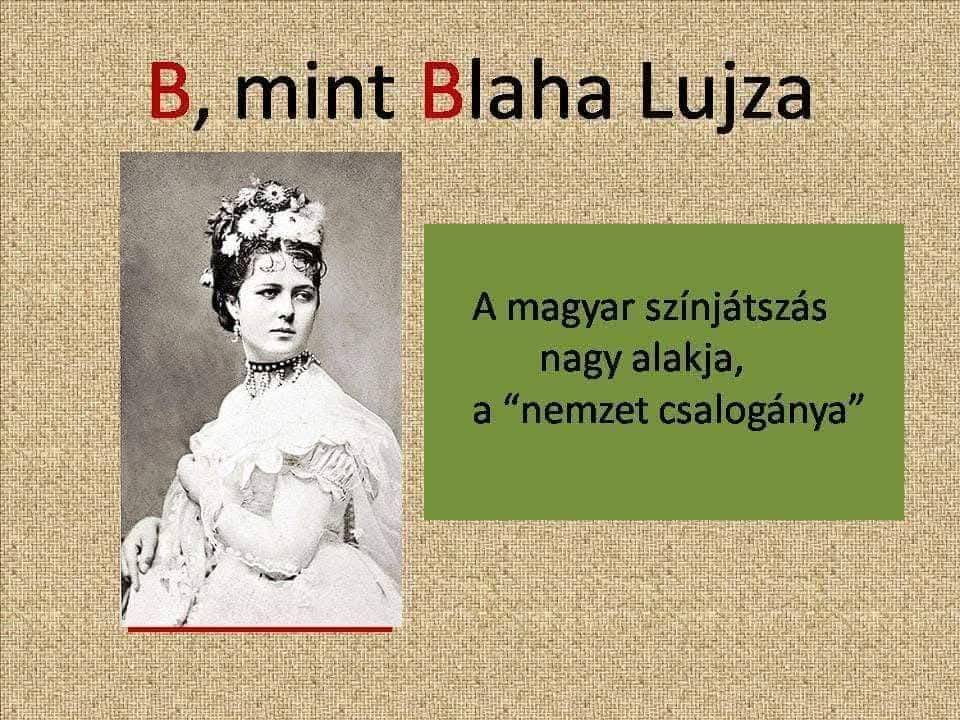 B, mint Blaha Lujza
A magyar színjátszás
nagy alakja,
a “nemzet csalogánya”